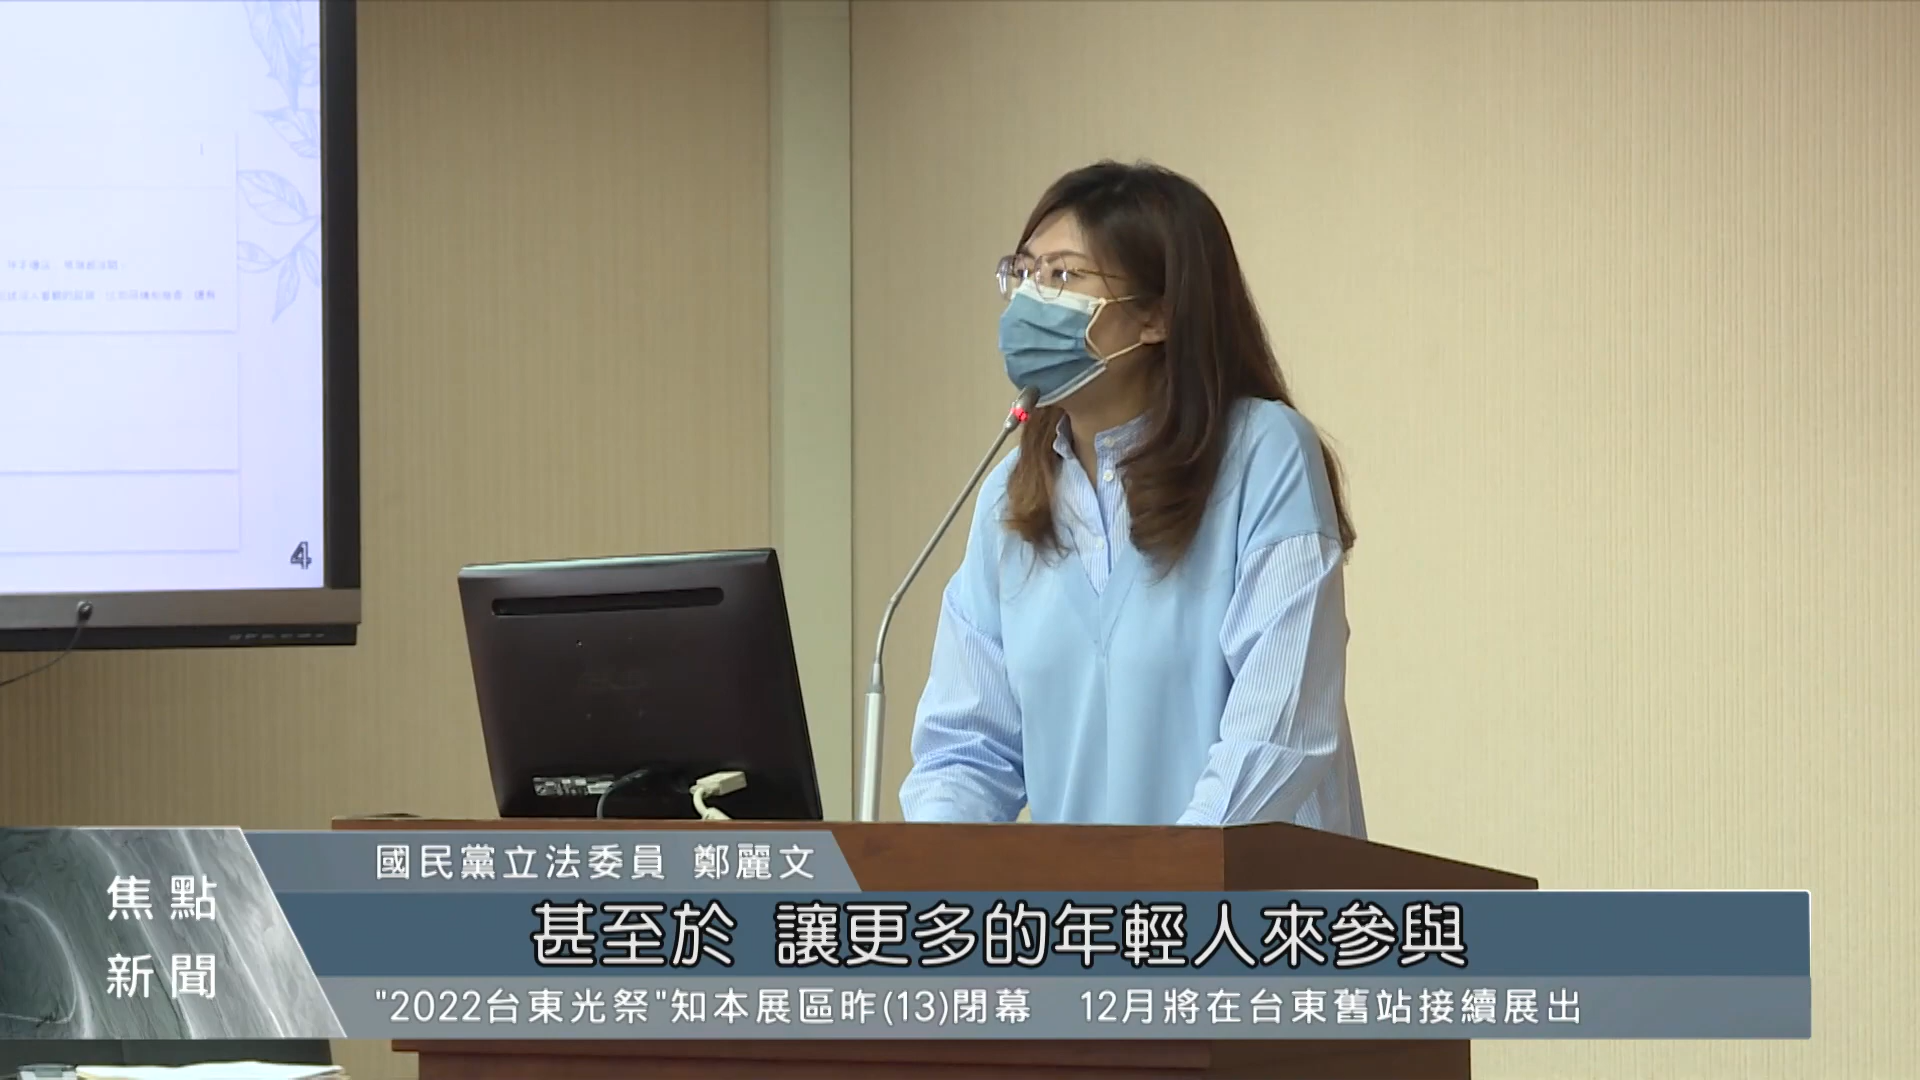 4
國民黨立法委員 鄭麗文
焦點
新聞
甚至於 讓更多的年輕人來參與
"2022台東光祭"知本展區昨(13)閉幕 12月將在台東舊站接續展出